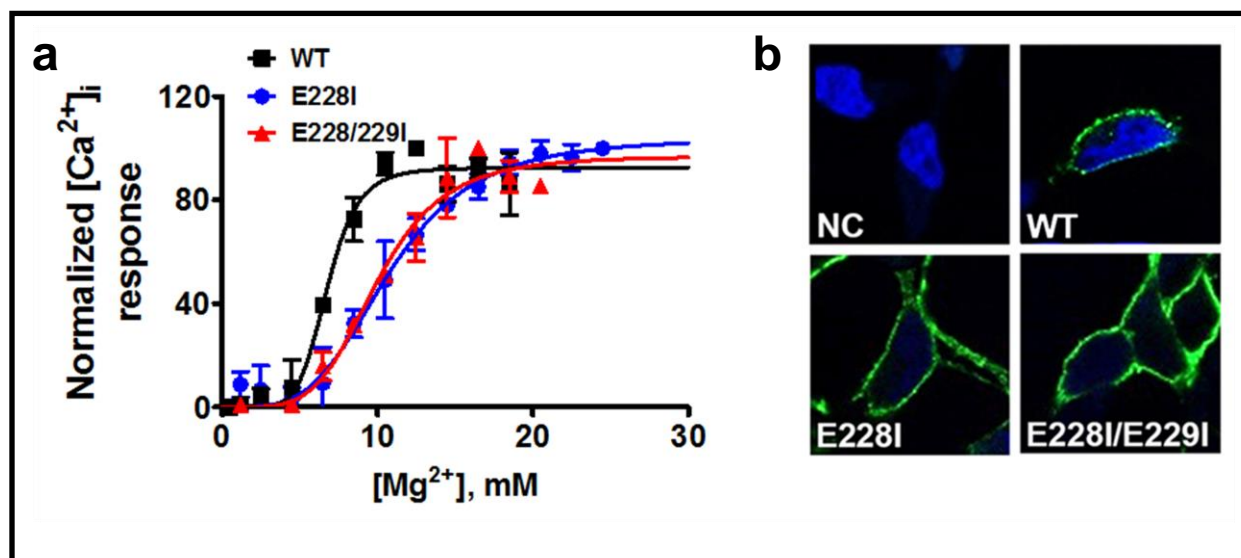 a
WT
E228I
E228/229I
120
80
40
0
Normalized [Ca²⁺]i
response
0 10 20 30
[Mg²⁺], mM
b
NC
WT
E228I
E228I/E229I